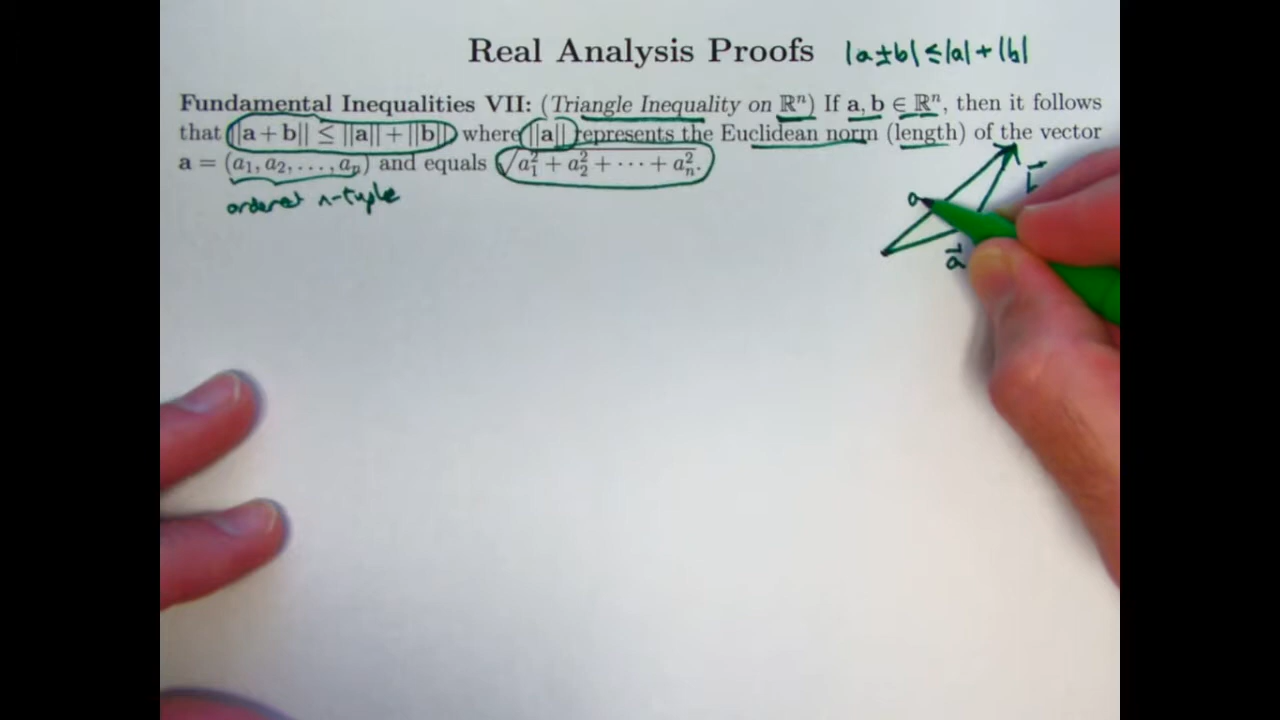 Real Analysis Proofs |a±b| ≤ |a| + |b|
Fundamental Inequalities VII: (Triangle Inequality on ℝⁿ) If a, b ∈ ℝⁿ, then it follows
that ||a + b|| ≤ ||a|| + ||b|| where ||a|| represents the Euclidean norm (length) of the vector
a = (a₁, a₂, . . . , aₙ) and equals √(a₁² + a₂² + · · · + aₙ²).
ordered n-tuple
a
a⃗